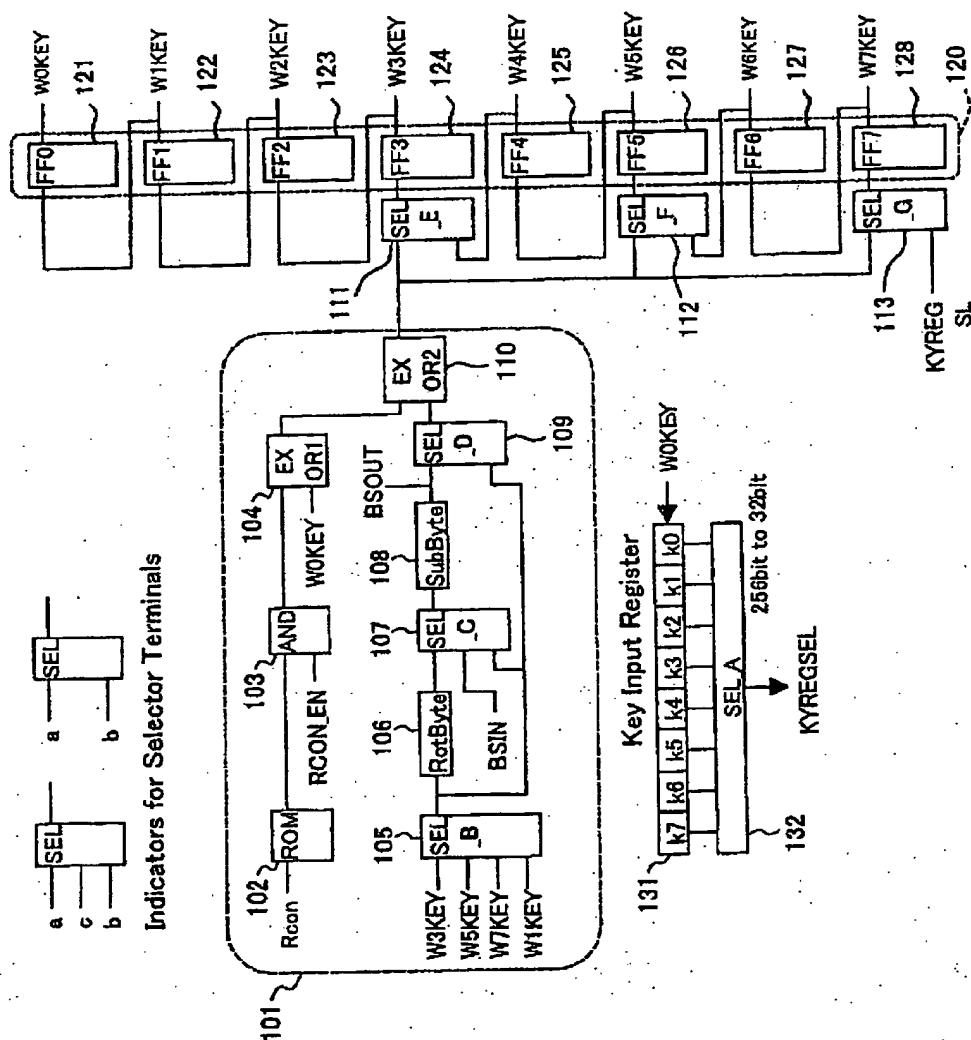 a
c
b
SEL
a
b
SEL
Indicators for Selector Terminals
101
Rcon
102
ROM
103
AND
RCON_EN
104
EX
OR1
W0KEY
W3KEY
W5KEY
W7KEY
W1KEY
105
SEL
_B
106
RotByte
BSIN
107
SEL
_C
108
SubByte
BSOUT
SEL
_D
109
EX
OR2
110
111
SEL
_E
112
SEL
_F
113
SEL
_G
KYREG
SL
FF0
W0KEY
121
FF1
W1KEY
122
FF2
W2KEY
123
FF3
W3KEY
124
FF4
W4KEY
125
FF5
W5KEY
126
FF6
W6KEY
127
FF7
W7KEY
128
120
Key Input Register
131
k7
k6
k5
k4
k3
k2
k1
k0
W0KEY
132
SEL_A
256bit to 32bit
KYREGSEL